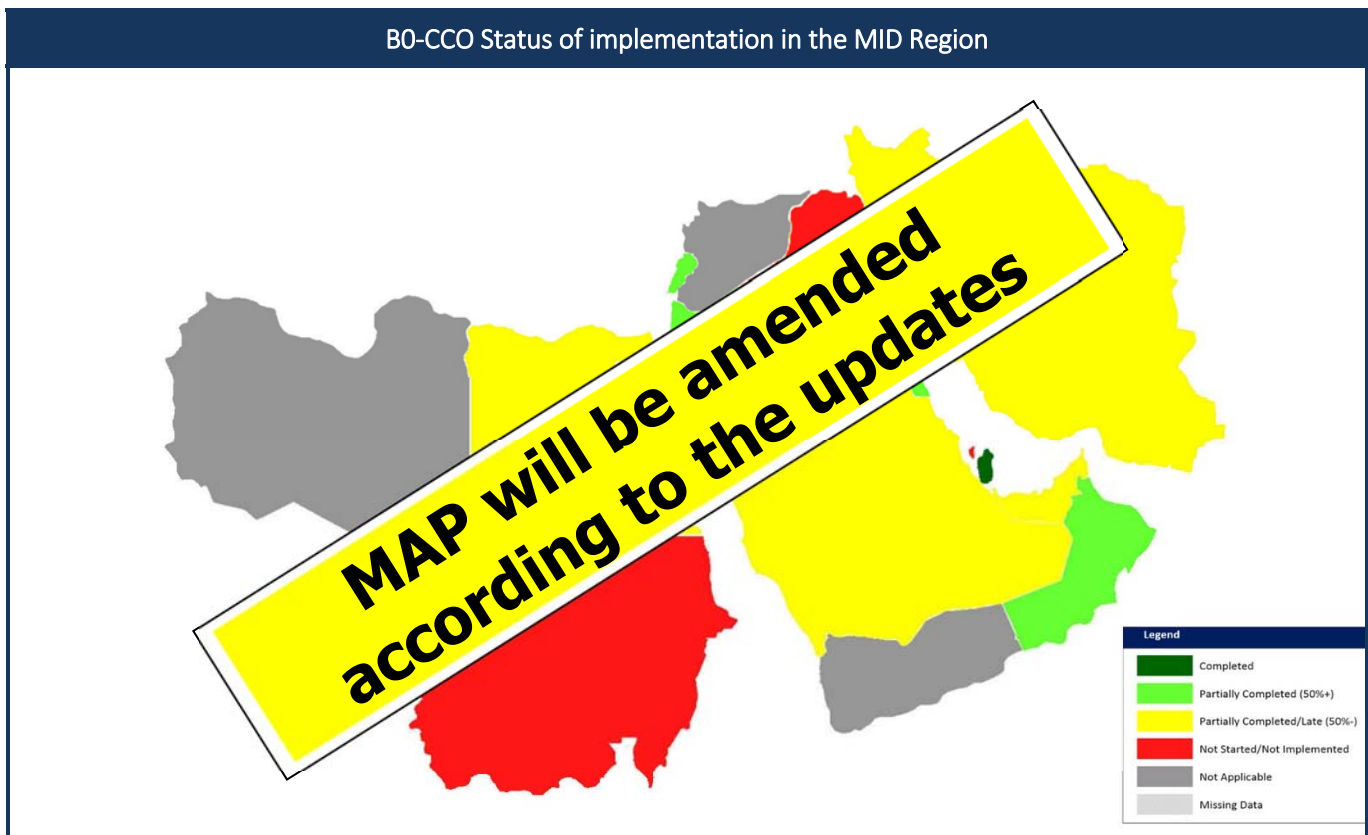 B0-CCO Status of implementation in the MID Region
MAP will be amended
according to the updates
Legend
Completed
Partially Completed (50%+)
Partially Completed/Late (50%-)
Not Started/Not Implemented
Not Applicable
Missing Data